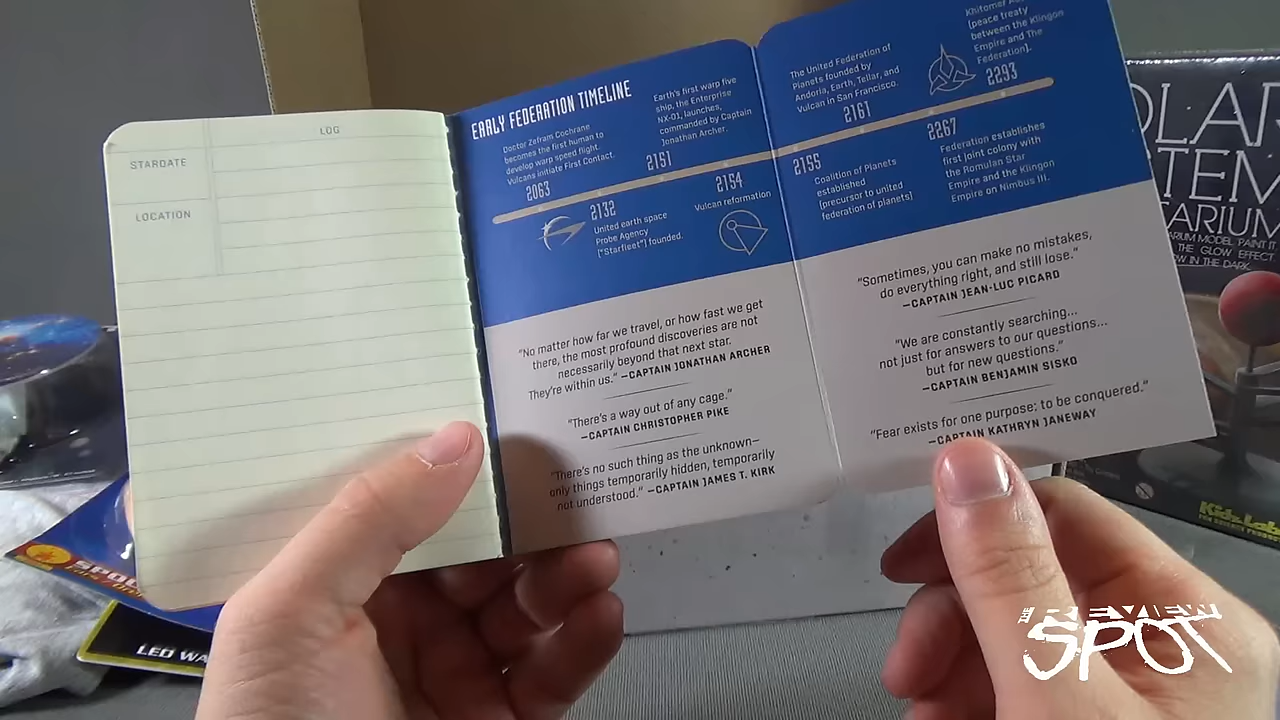 LOG
STARDATE
LOCATION
EARLY FEDERATION TIMELINE
Doctor Zefram Cochrane
becomes the first human to
develop warp speed flight.
Vulcans initiate First Contact.
2063
2132
United earth space
Probe Agency
["Starfleet"] founded.
Earth's first warp five
ship, the Enterprise
NX-01, launches,
commanded by Captain
Jonathan Archer.
2151
2154
Vulcan reformation
2155
Coalition of Planets
established
[precursor to united
federation of planets]
The United Federation of
Planets founded by
Andoria, Earth, Tellar, and
Vulcan in San Francisco.
2161
2267
Federation establishes
first joint colony with
the Romulan Star
Empire and the Klingon
Empire on Nimbus III.
Khitomer
[peace treaty
between the Klingon
Empire and The
Federation].
2293
"No matter how far we travel, or how fast we get
there, the most profound discoveries are not
necessarily beyond that next star.
They're within us." —CAPTAIN JONATHAN ARCHER
"There's a way out of any cage."
—CAPTAIN CHRISTOPHER PIKE
"There's no such thing as the unknown—
only things temporarily hidden, temporarily
not understood." —CAPTAIN JAMES T. KIRK
"Sometimes, you can make no mistakes,
do everything right, and still lose."
—CAPTAIN JEAN-LUC PICARD
"We are constantly searching...
not just for answers to our questions...
but for new questions."
—CAPTAIN BENJAMIN SISKO
"Fear exists for one purpose: to be conquered."
—CAPTAIN KATHRYN JANEWAY
THE GLOW EFFECT
IN THE DARK
LED WA
THE REVIEW
SPOT